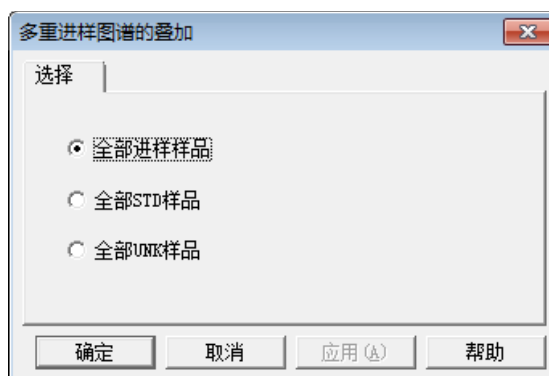 多重进样图谱的叠加
选择
全部进样样品
全部STD样品
全部UNK样品
确定 取消 应用(A) 帮助